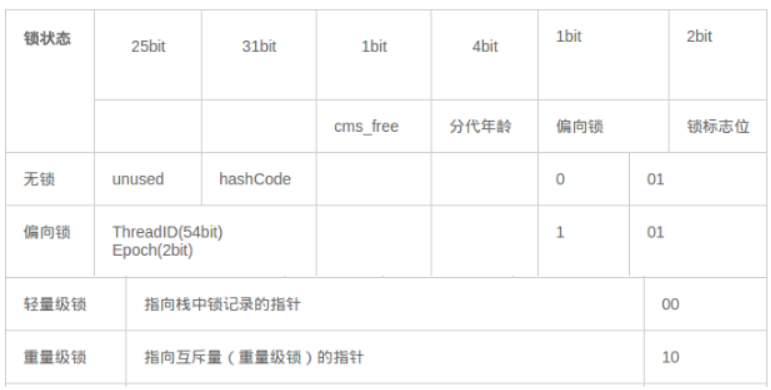 锁状态 25bit 31bit 1bit 4bit 1bit 2bit
cms_free 分代年龄 偏向锁 锁标志位
无锁 unused hashCode 0 01
偏向锁 ThreadID(54bit) 1 01
Epoch(2bit)
轻量级锁 指向栈中锁记录的指针 00
重量级锁 指向互斥量（重量级锁）的指针 10